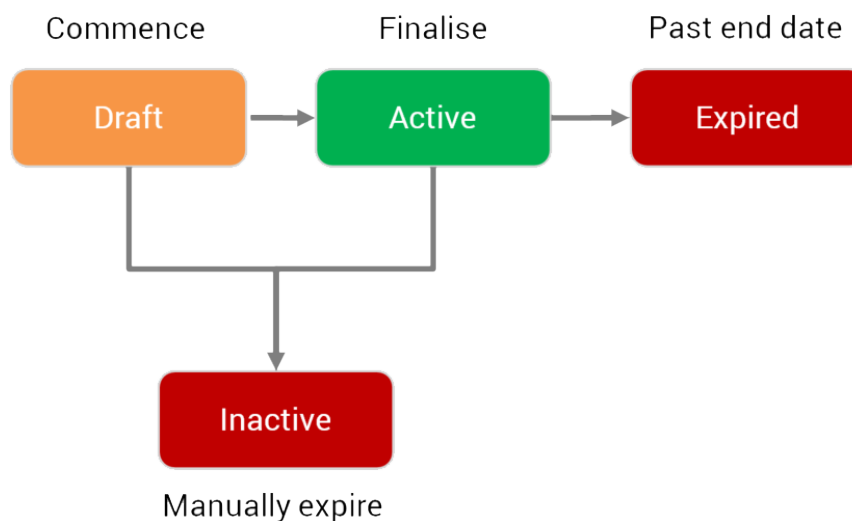 Commence
Finalise
Past end date
Draft
Active
Expired
Inactive
Manually expire